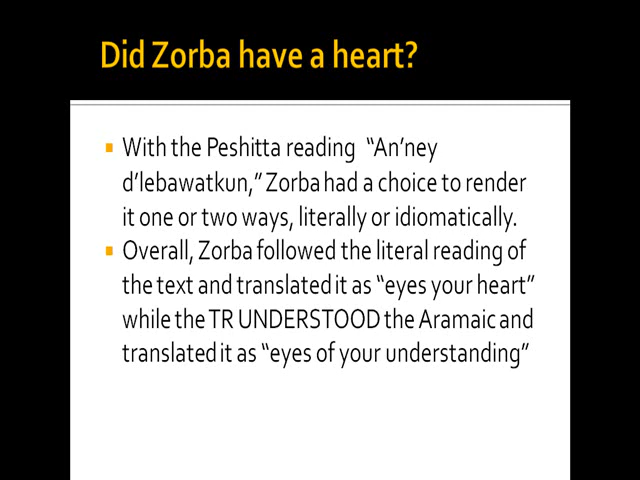 Did Zorba have a heart?
▪ With the Peshitta reading “An’ney
d’lebawatkun,” Zorba had a choice to render
it one or two ways, literally or idiomatically.
▪ Overall, Zorba followed the literal reading of
the text and translated it as “eyes your heart”
while the TR UNDERSTOOD the Aramaic and
translated it as “eyes of your understanding”